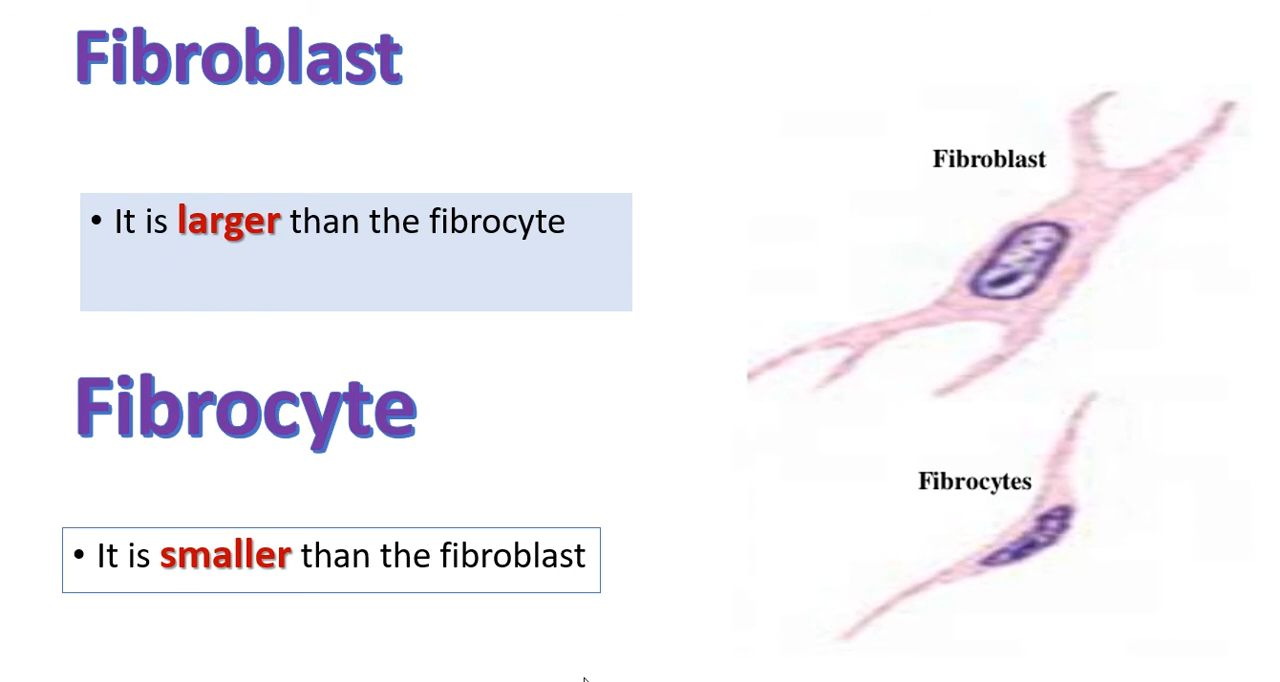 Fibroblast
• It is larger than the fibrocyte
Fibroblast
Fibrocyte
Fibrocytes
• It is smaller than the fibroblast